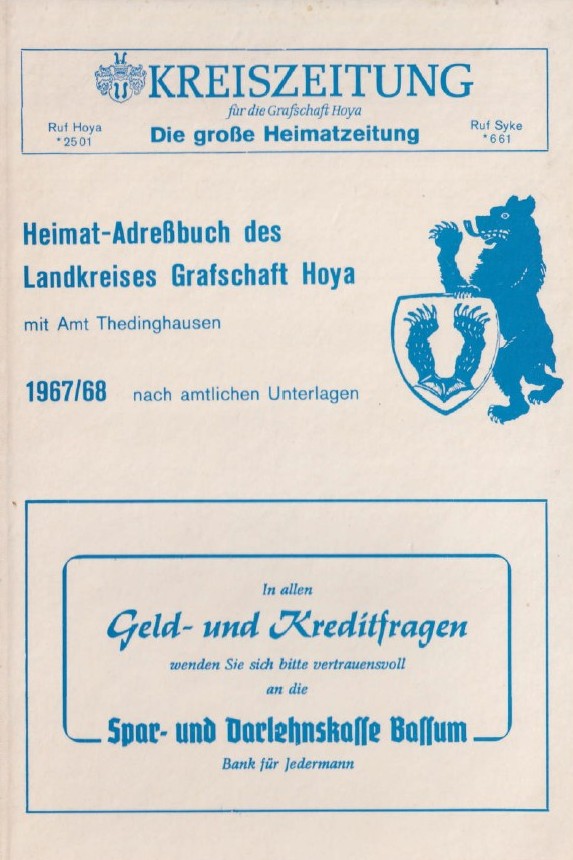 KREISZEITUNG
für die Grafschaft Hoya
Die große Heimatzeitung
Ruf Hoya
*2501
Ruf Syke
*661
Heimat-Adreßbuch des
Landkreises Grafschaft Hoya
mit Amt Thedinghausen
1967/68 nach amtlichen Unterlagen
In allen
Geld- und Kreditfragen
wenden Sie sich bitte vertrauensvoll
an die
Spar- und Darlehnskasse Bassum
Bank für Jedermann